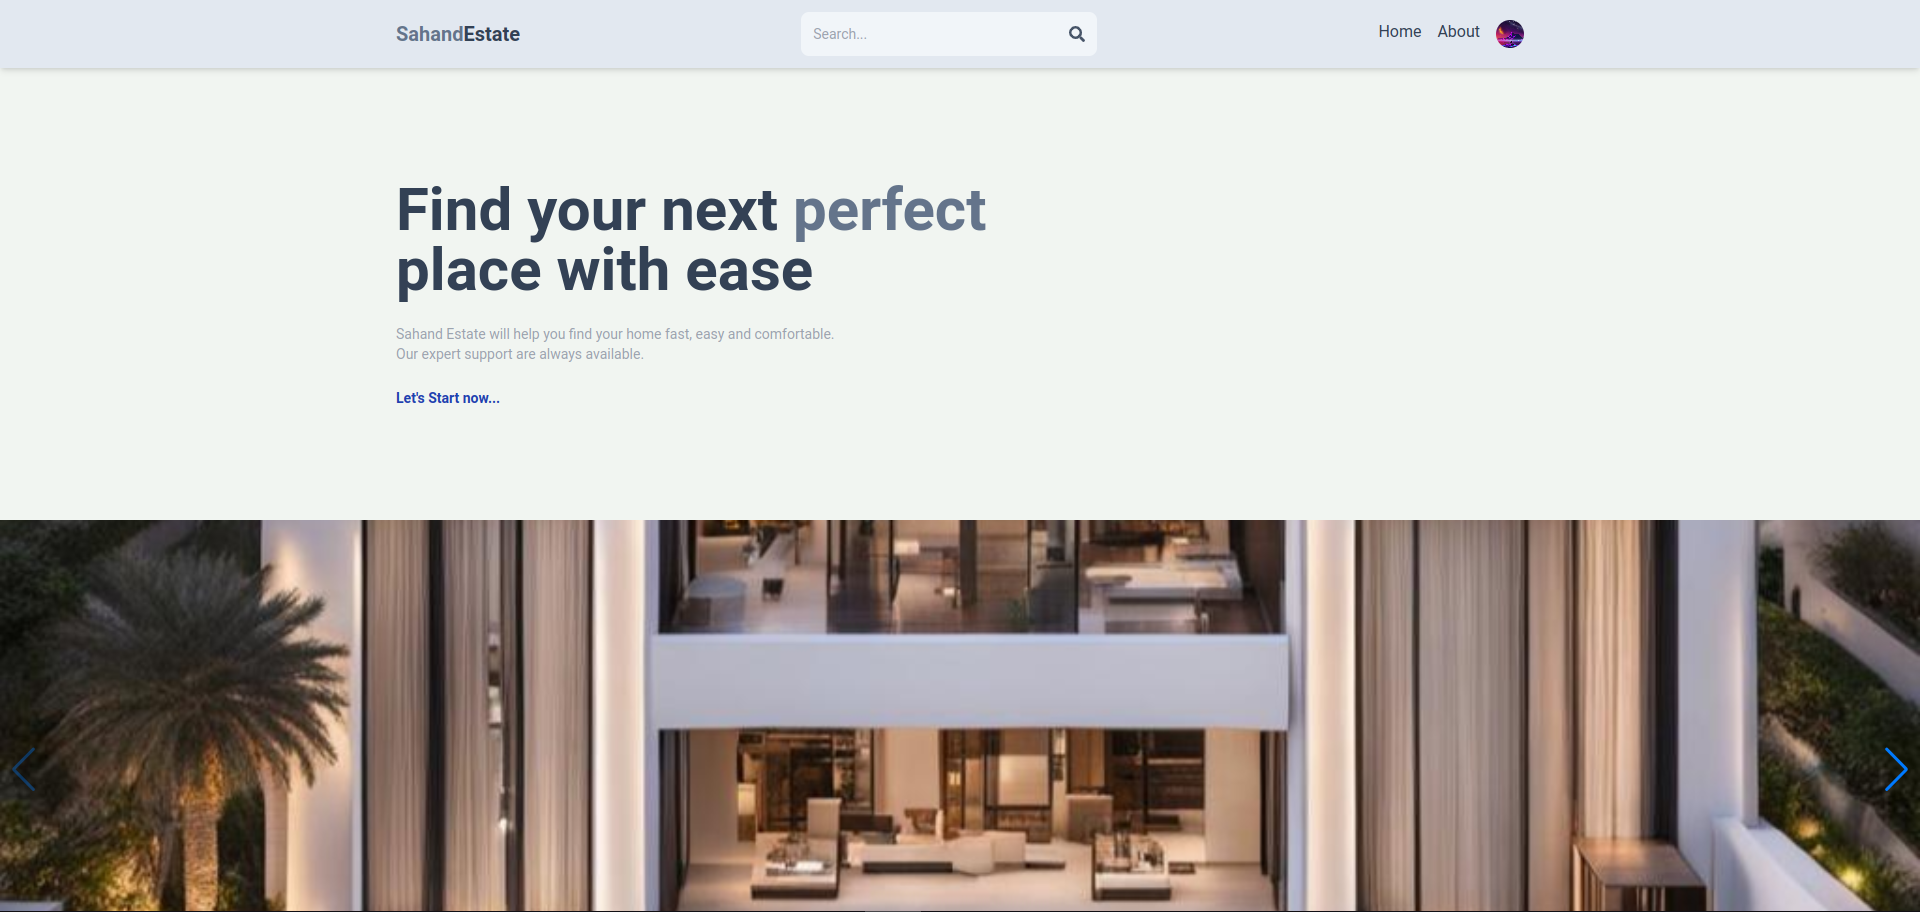 SahandEstate
Search...
Home
About
Find your next perfect
place with ease
Sahand Estate will help you find your home fast, easy and comfortable.
Our expert support are always available.
Let's Start now...